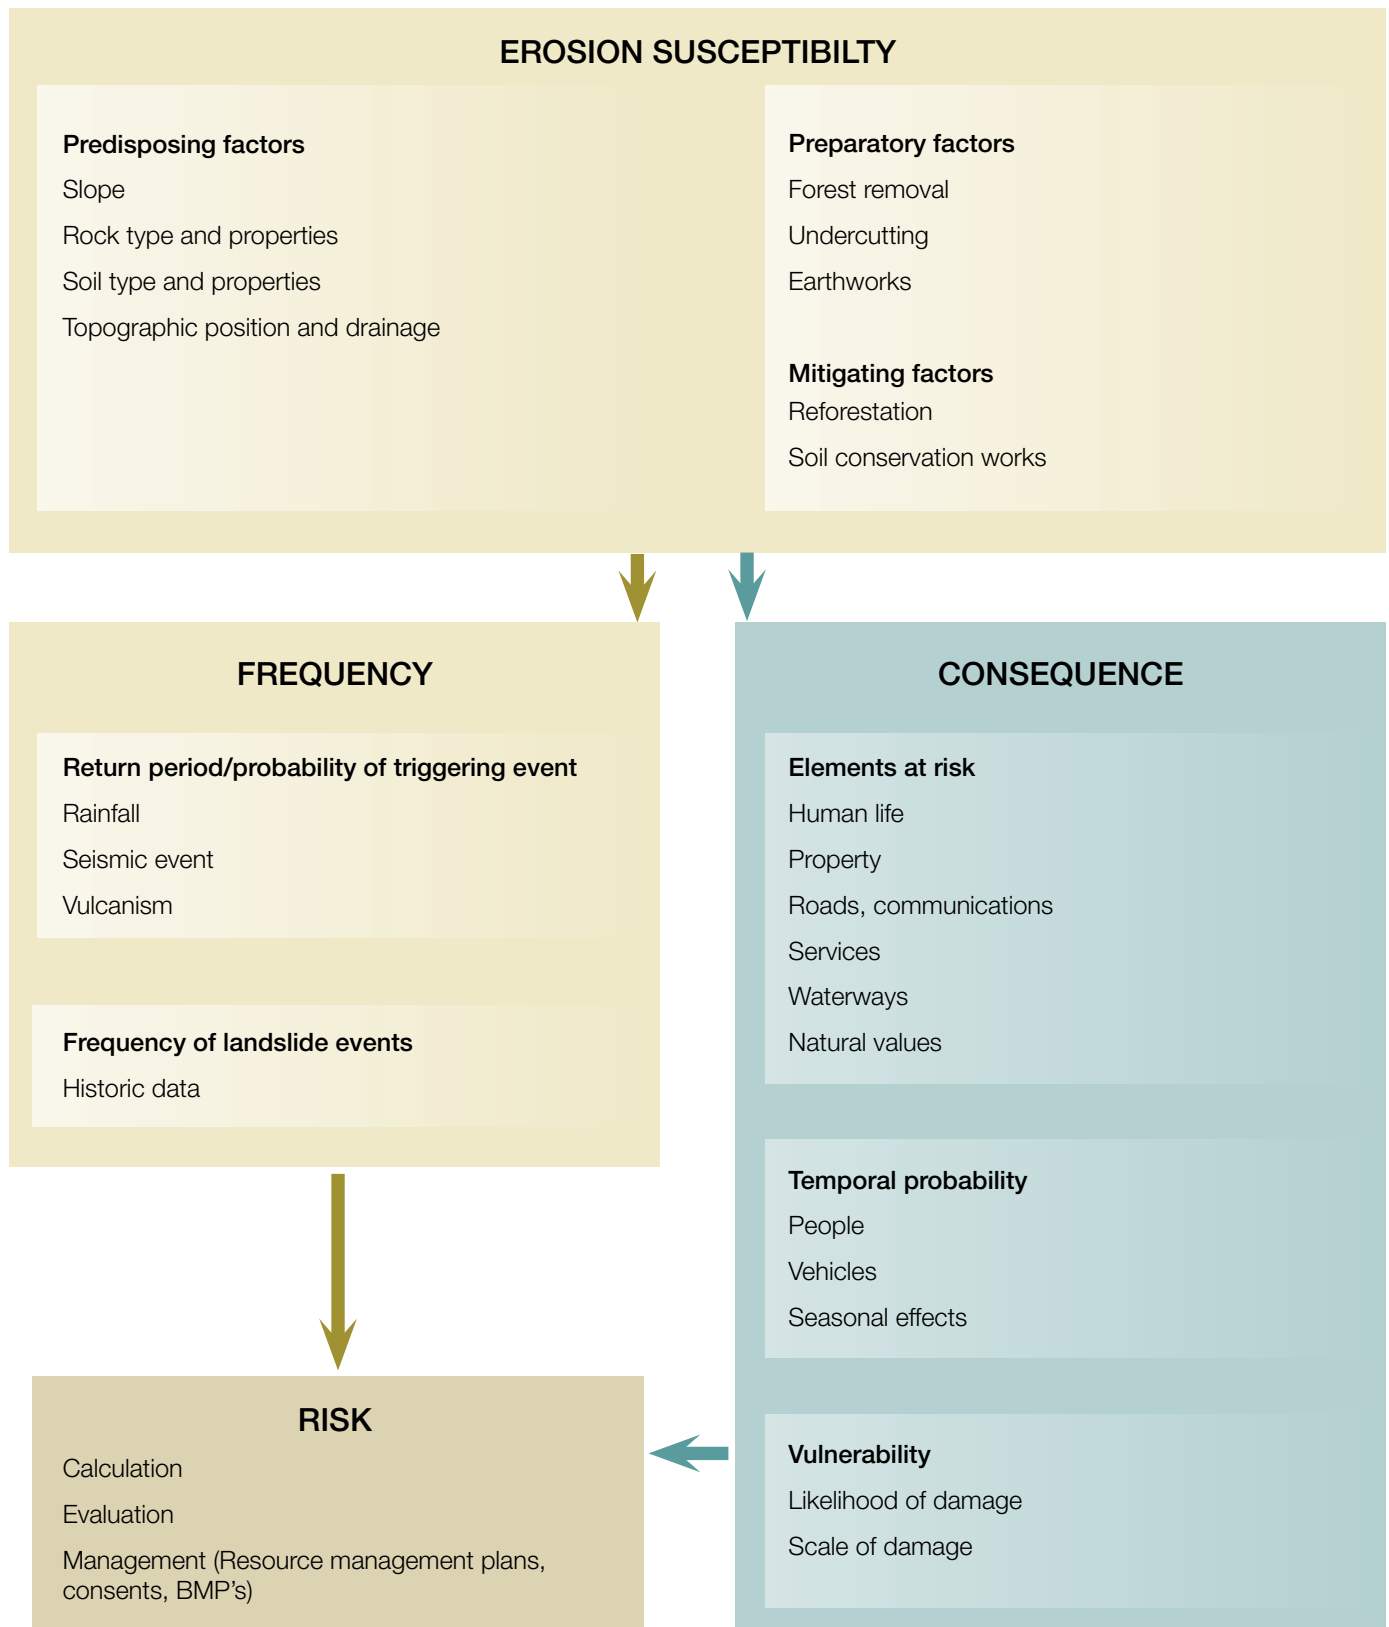 EROSION SUSCEPTIBILTY
Predisposing factors
Slope
Rock type and properties
Soil type and properties
Topographic position and drainage
Preparatory factors
Forest removal
Undercutting
Earthworks
Mitigating factors
Reforestation
Soil conservation works
FREQUENCY
Return period/probability of triggering event
Rainfall
Seismic event
Vulcanism
Frequency of landslide events
Historic data
CONSEQUENCE
Elements at risk
Human life
Property
Roads, communications
Services
Waterways
Natural values
Temporal probability
People
Vehicles
Seasonal effects
Vulnerability
Likelihood of damage
Scale of damage
RISK
Calculation
Evaluation
Management (Resource management plans,
consents, BMP's)